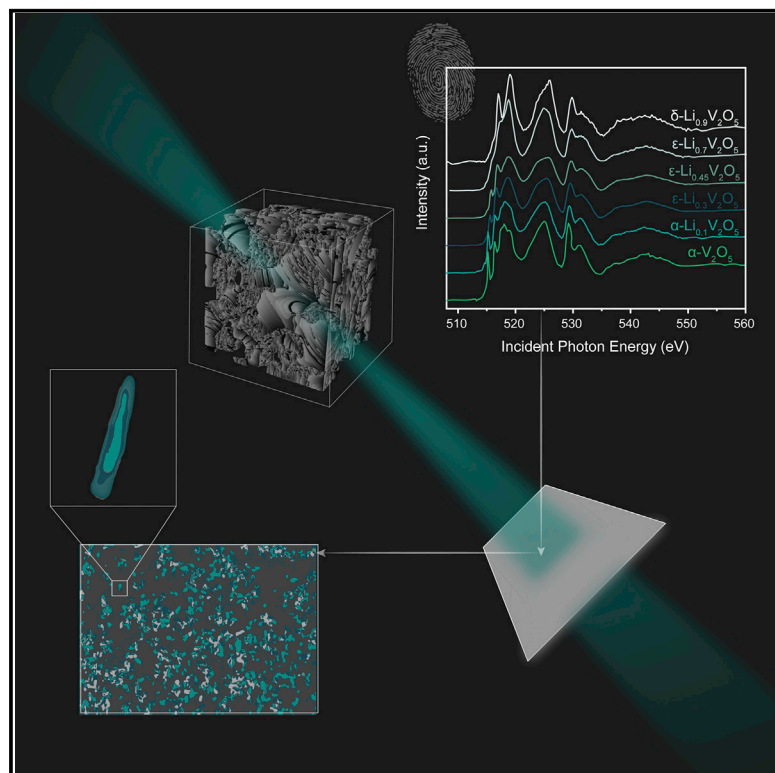 Intensity (a.u.)
δ-Li₀.₉V₂O₅
ε-Li₀.₇V₂O₅
ε-Li₀.₄₅V₂O₅
ε-Li₀.₃V₂O₅
α-Li₀.₁V₂O₅
α-V₂O₅
510 520 530 540 550 560
Incident Photon Energy (eV)